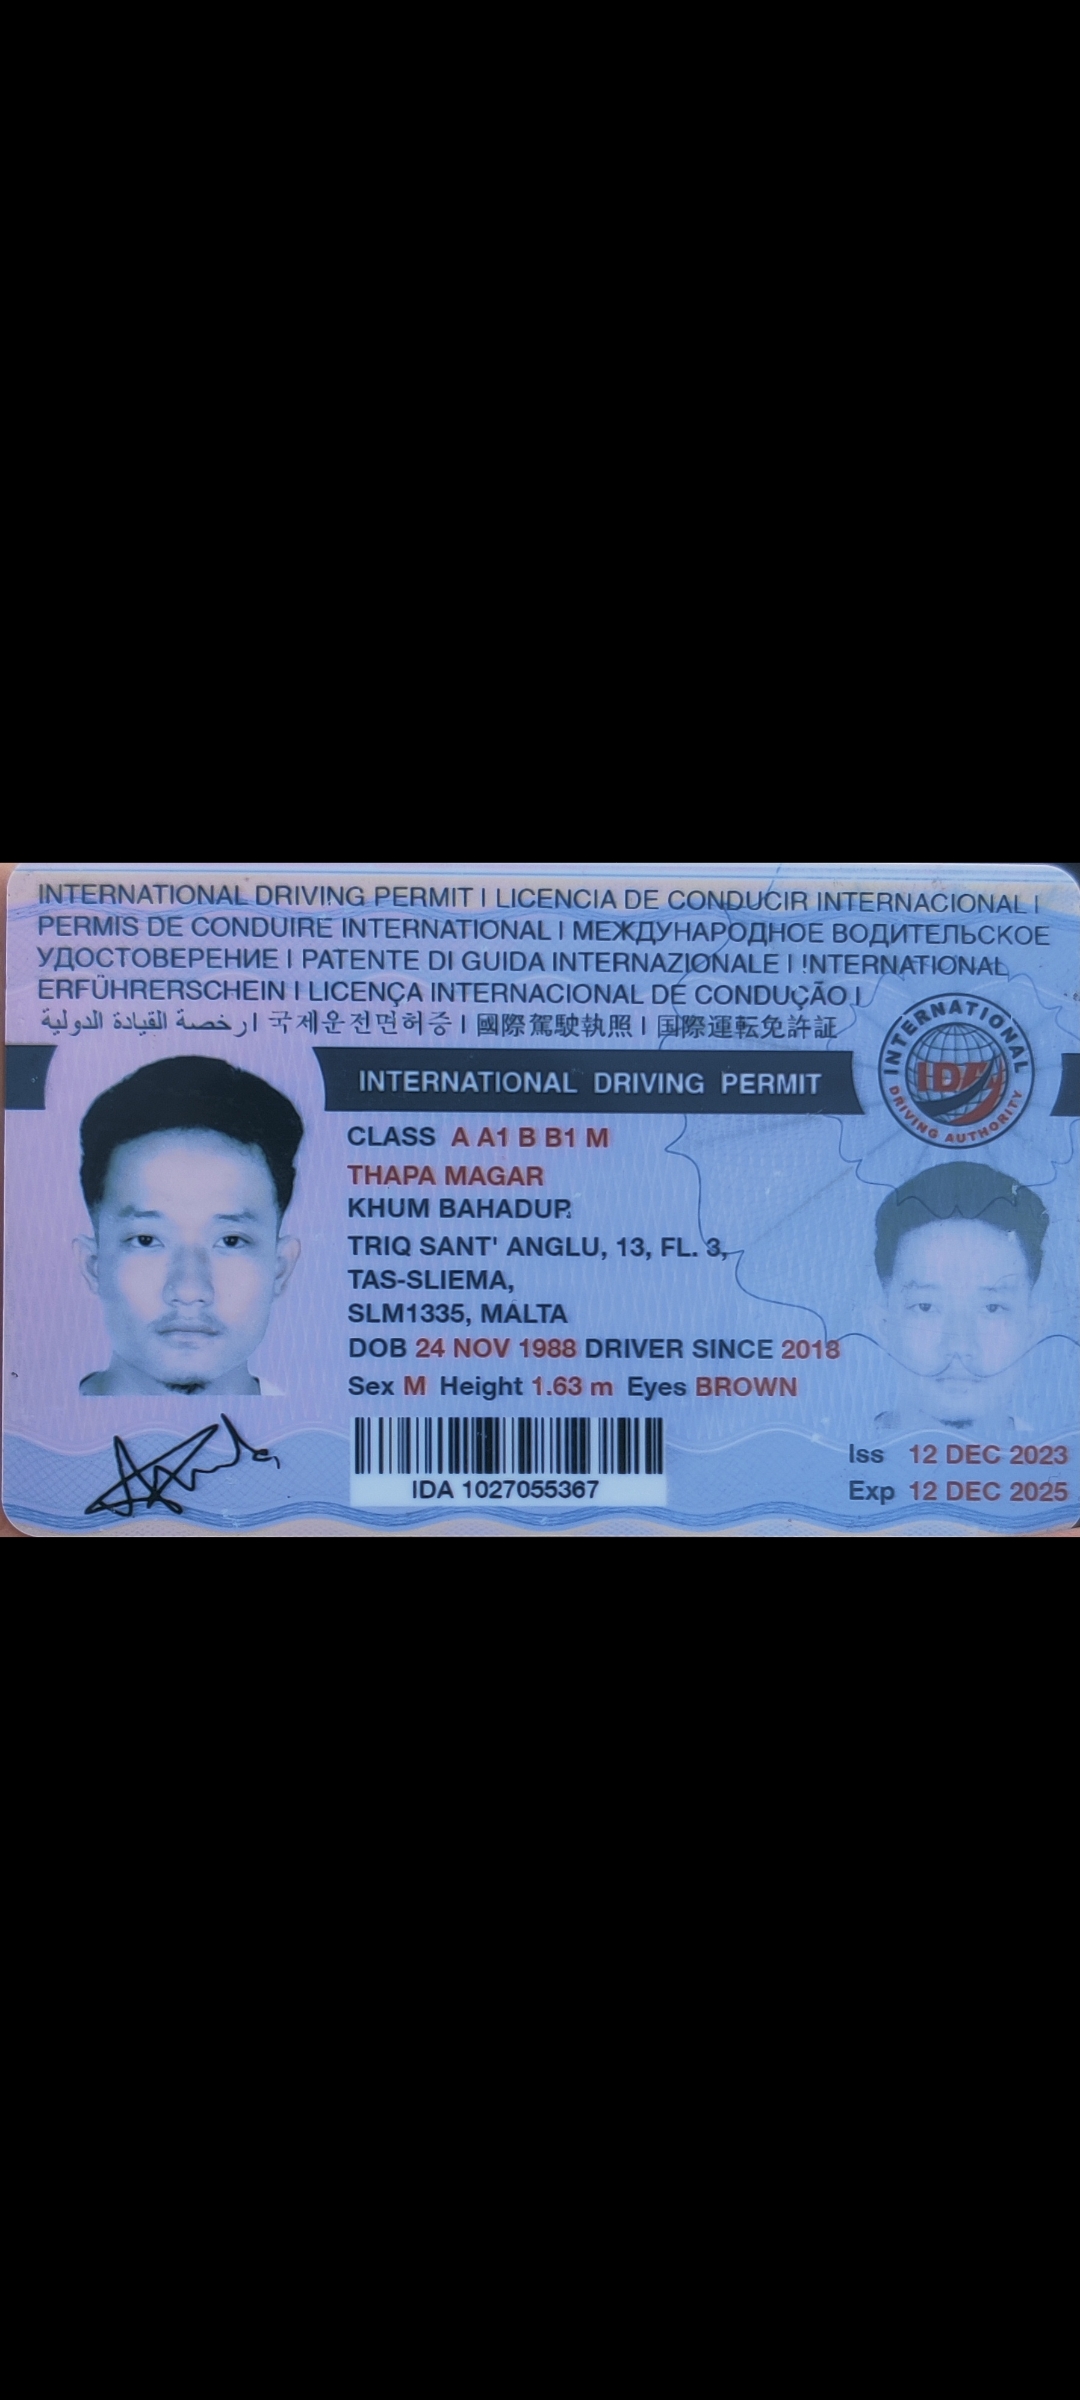 INTERNATIONAL DRIVING PERMIT I LICENCIA DE CONDUCIR INTERNACIONAL I
PERMIS DE CONDUIRE INTERNATIONAL I МЕЖДУНАРОДНОЕ ВОДИТЕЛЬСКОЕ
УДОСТОВЕРЕНИЕ I PATENTE DI GUIDA INTERNAZIONALE I INTERNATIONAL
ERFÜHRERSCHEIN I LICENÇA INTERNACIONAL DE CONDUÇÃO I
رخصة القيادة الدولية I 국제운전면허증 I 國際駕駛執照 I 国際運転免許証
INTERNATIONAL DRIVING PERMIT
INTERNATIONAL
IDA
DRIVING AUTHORITY
CLASS A A1 B B1 M
THAPA MAGAR
KHUM BAHADUR
TRIQ SANT' ANGLU, 13, FL. 3,
TAS-SLIEMA,
SLM1335, MALTA
DOB 24 NOV 1988 DRIVER SINCE 2018
Sex M Height 1.63 m Eyes BROWN
IDA 1027055367
Iss 12 DEC 2023
Exp 12 DEC 2025